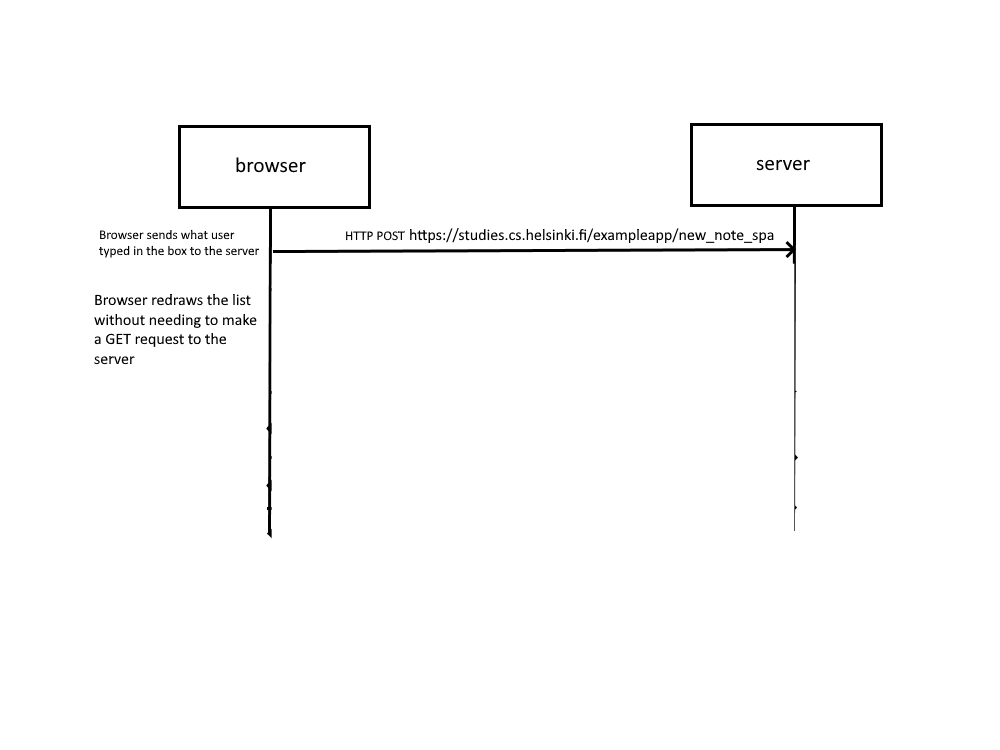 browser
server
Browser sends what user
typed in the box to the server
HTTP POST https://studies.cs.helsinki.fi/exampleapp/new_note_spa
Browser redraws the list
without needing to make
a GET request to the
server